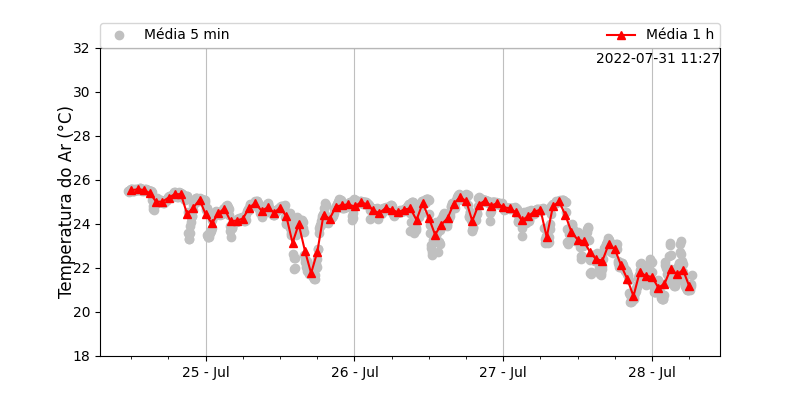 Média 5 min
Média 1 h
2022-07-31 11:27
Temperatura do Ar (°C)
32
30
28
26
24
22
20
18
25 - Jul
26 - Jul
27 - Jul
28 - Jul